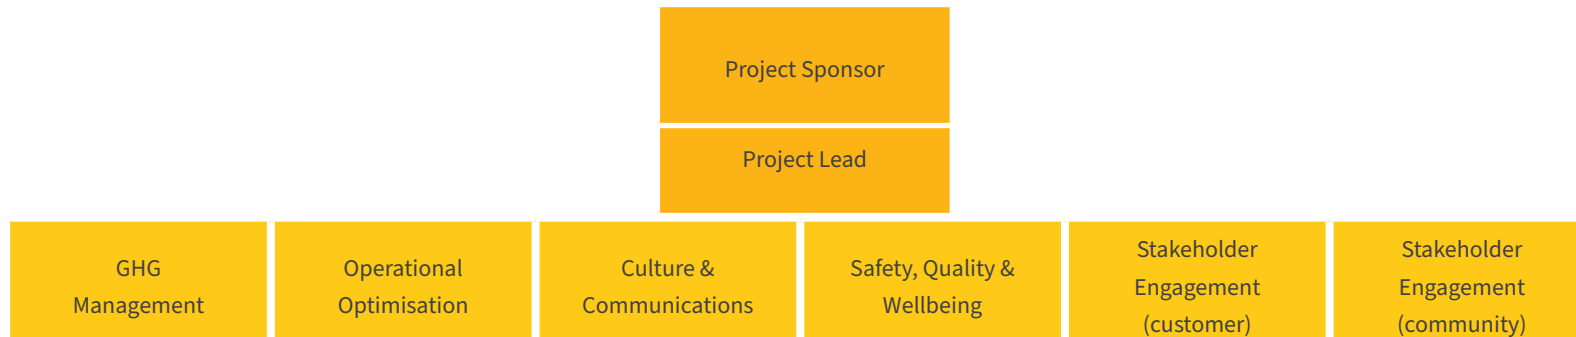 Project Sponsor
Project Lead
GHG
Management
Operational
Optimisation
Culture &
Communications
Safety, Quality &
Wellbeing
Stakeholder
Engagement
(customer)
Stakeholder
Engagement
(community)